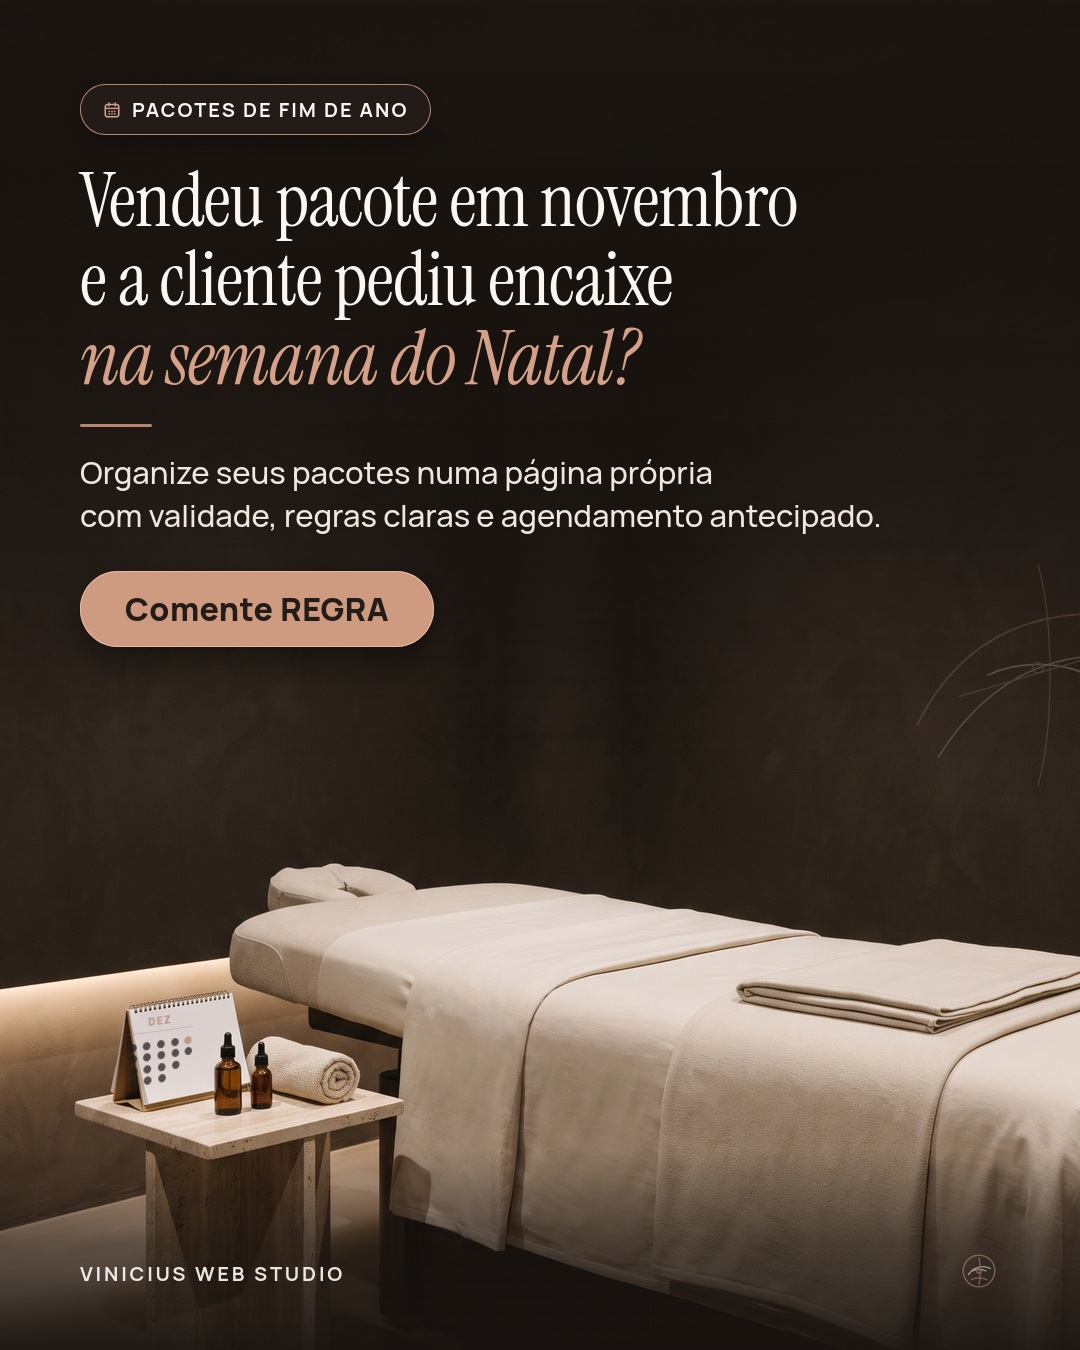 PACOTES DE FIM DE ANO
Vendeu pacote em novembro
e a cliente pediu encaixe
na semana do Natal?
Organize seus pacotes numa página própria
com validade, regras claras e agendamento antecipado.
Comente REGRA
DEZ
VINICIUS WEB STUDIO